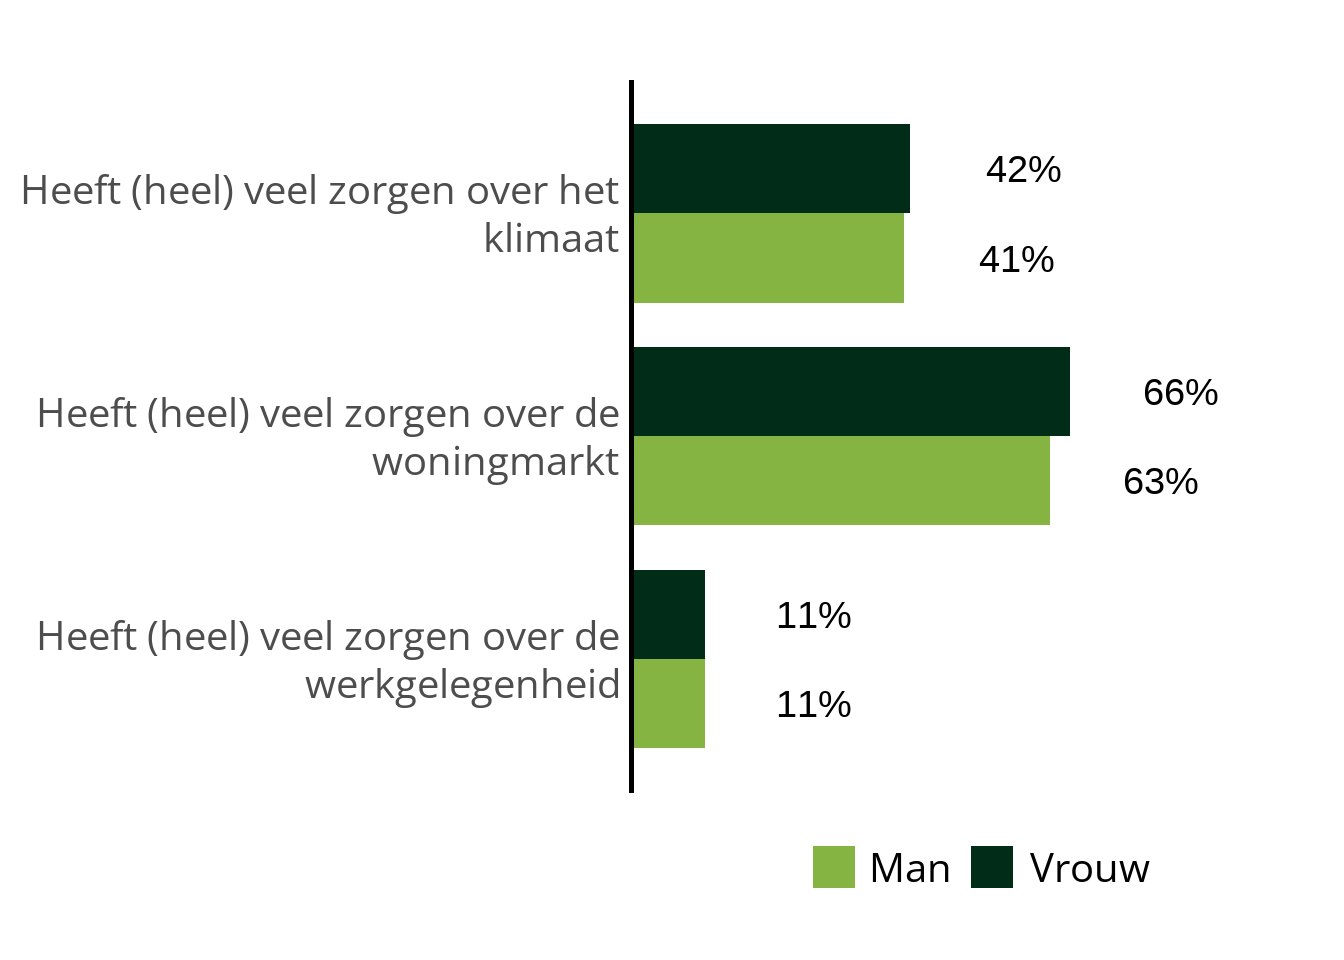 Heeft (heel) veel zorgen over het
klimaat
42%
41%
Heeft (heel) veel zorgen over de
woningmarkt
66%
63%
Heeft (heel) veel zorgen over de
werkgelegenheid
11%
11%
Man Vrouw